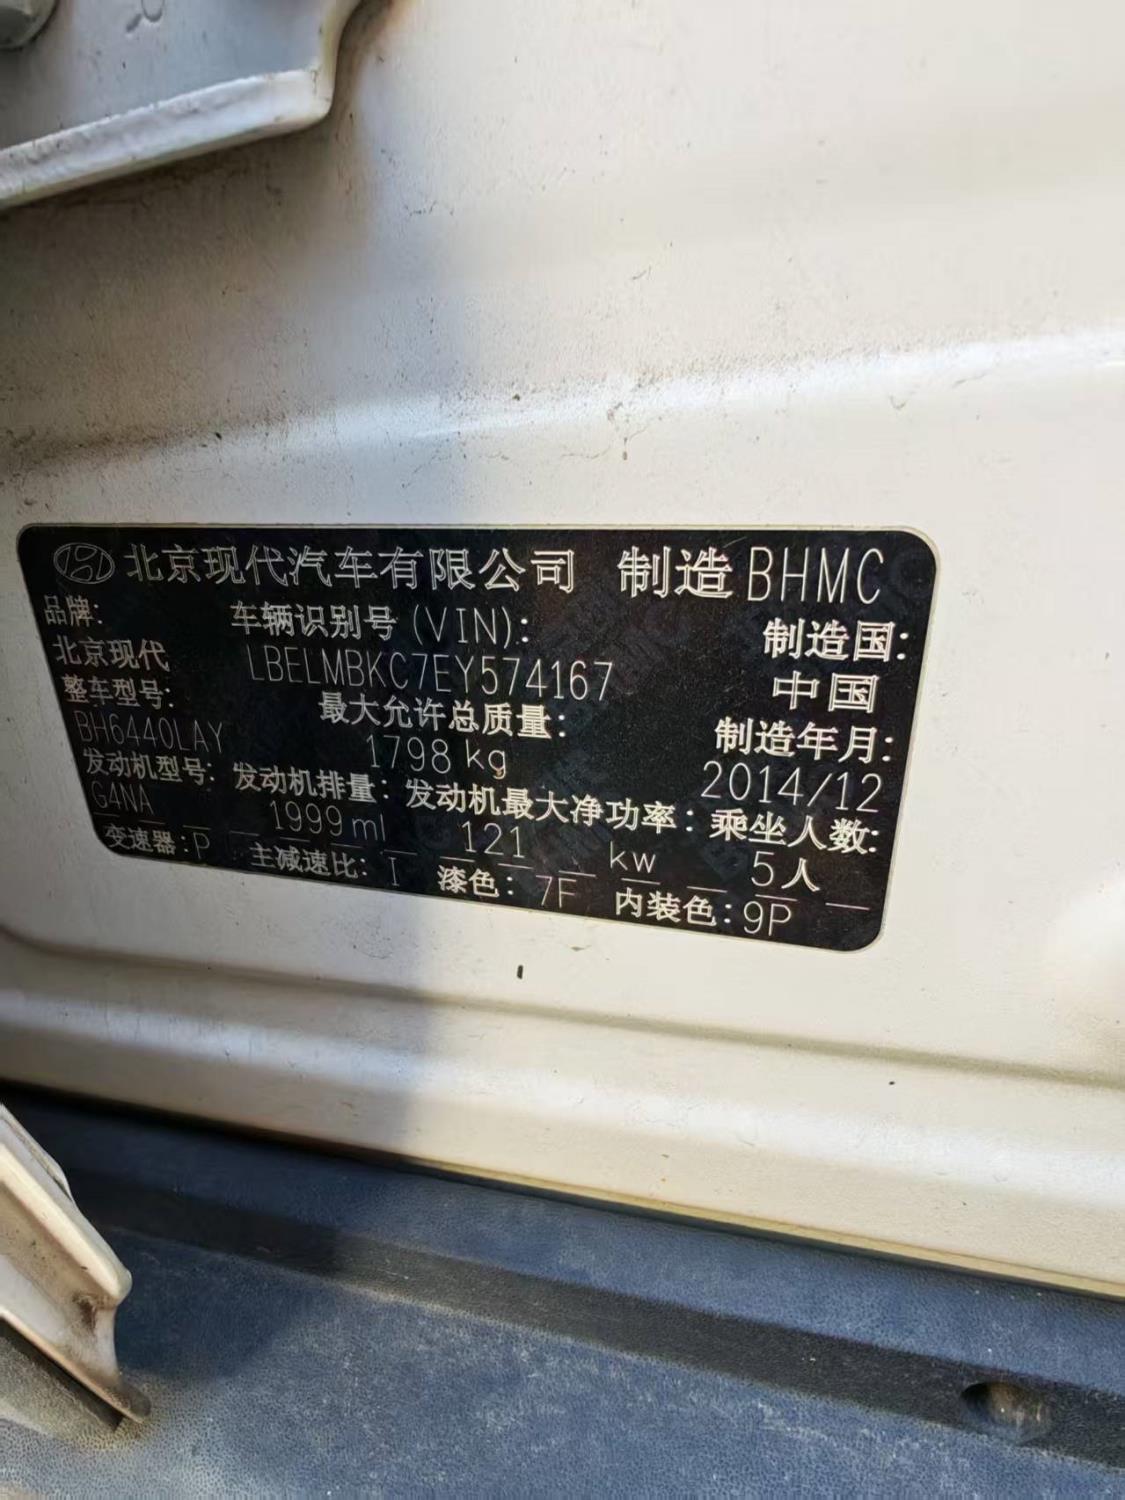 北京现代汽车有限公司 制造 BHMC
品牌: 车辆识别号 (VIN): 制造国:
北京现代 LBELMBKC7EY574167 中国
整车型号: 最大允许总质量: 制造年月:
BH6440LAY 1798 kg 2014/12
发动机型号: 发动机排量: 发动机最大净功率: 乘坐人数:
G4NA 1999 ml 121 kw 5人
变速器: P 主减速比: I 漆色: 7F 内装色: 9P